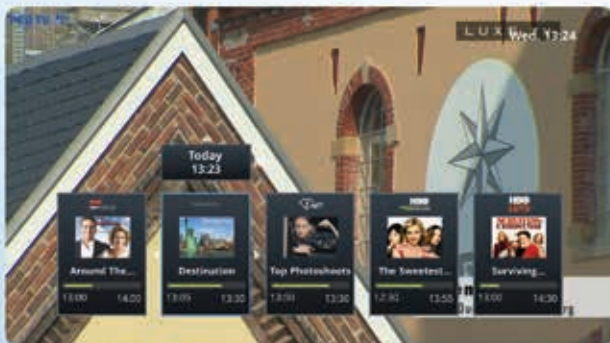 LUXE
Wed. 13:24
Today
13:23
HBO
HBO
Around The...
Destination
Top Photoshoots
The Sweetest...
Surviving...
13:00 14:00
13:05 13:30
13:00 13:30
12:30 13:55
13:00 14:30